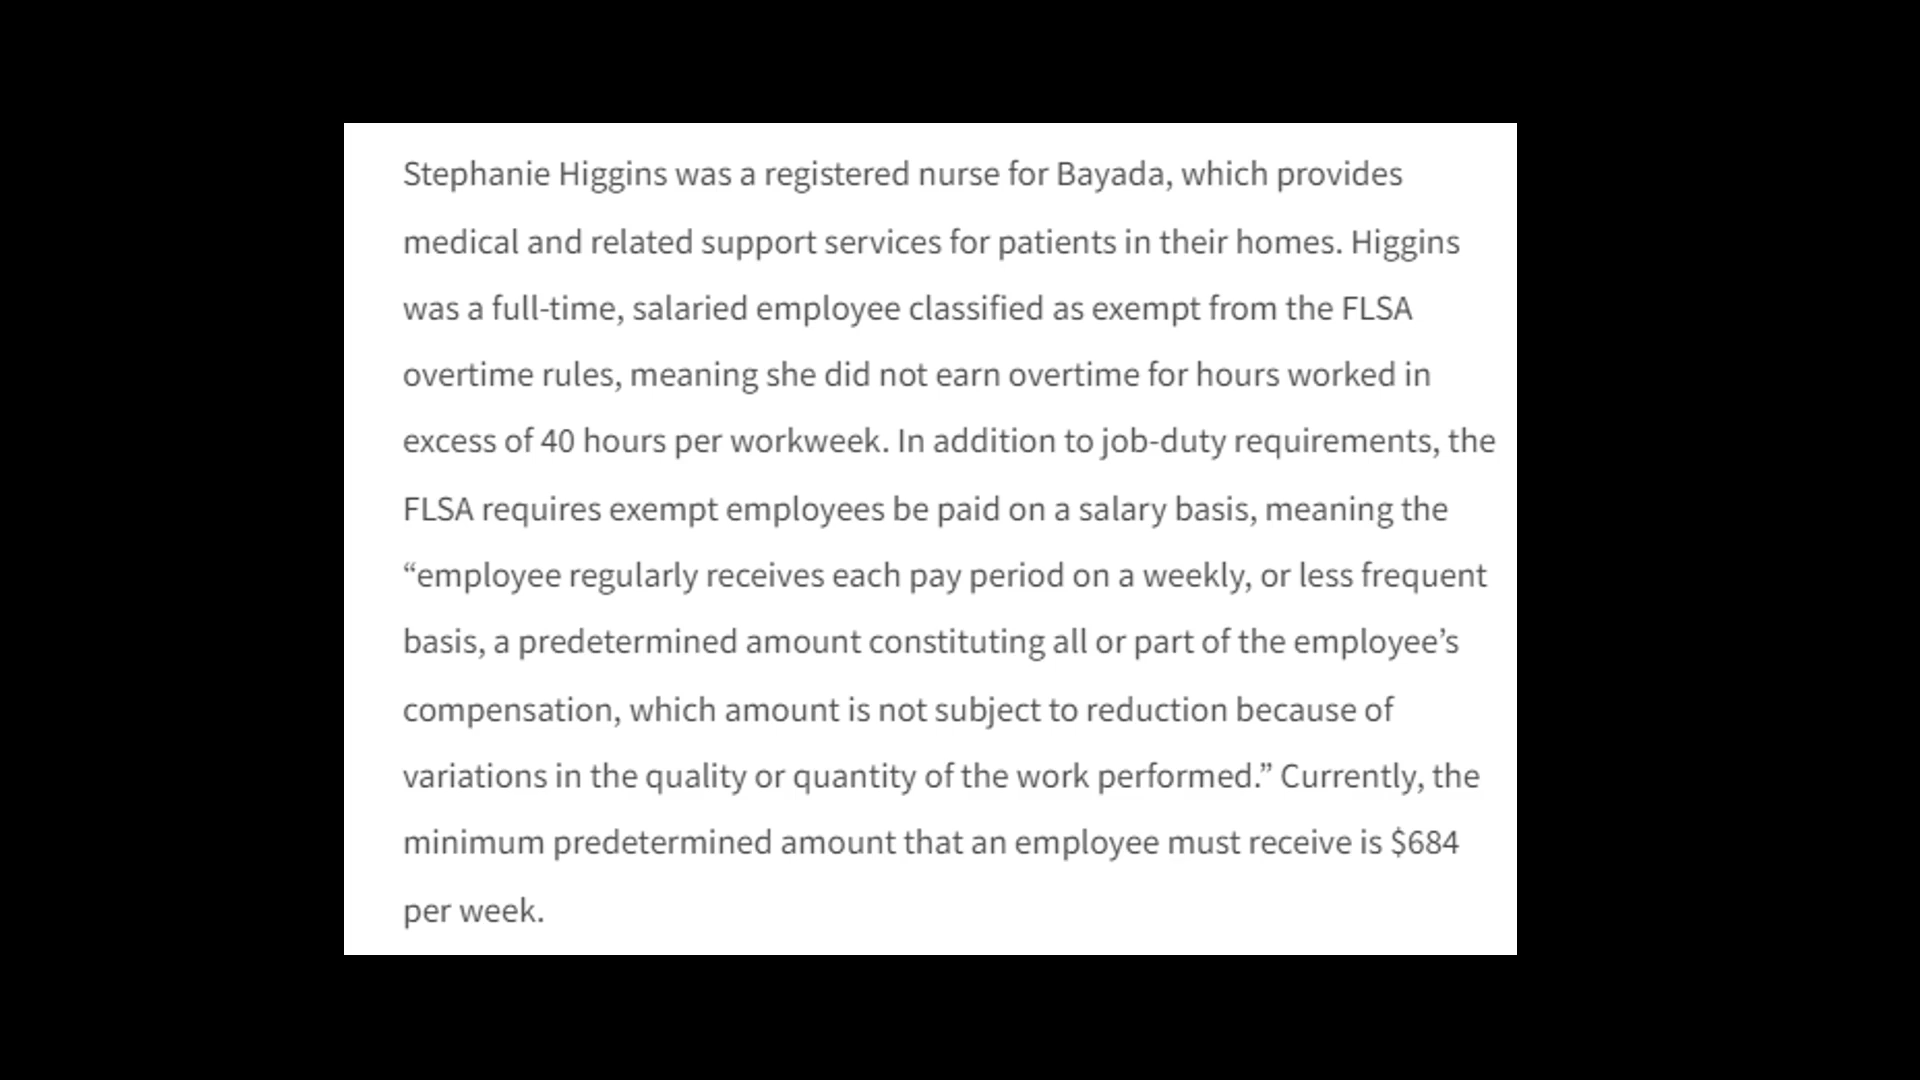 Stephanie Higgins was a registered nurse for Bayada, which provides
medical and related support services for patients in their homes. Higgins
was a full-time, salaried employee classified as exempt from the FLSA
overtime rules, meaning she did not earn overtime for hours worked in
excess of 40 hours per workweek. In addition to job-duty requirements, the
FLSA requires exempt employees be paid on a salary basis, meaning the
“employee regularly receives each pay period on a weekly, or less frequent
basis, a predetermined amount constituting all or part of the employee’s
compensation, which amount is not subject to reduction because of
variations in the quality or quantity of the work performed.” Currently, the
minimum predetermined amount that an employee must receive is $684
per week.